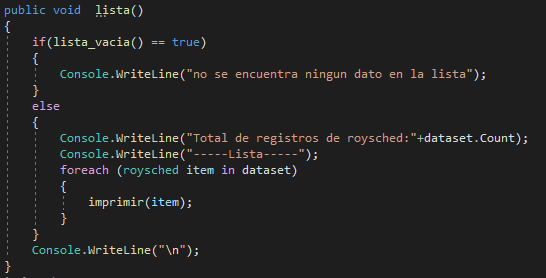 public void  lista()
{
    if(lista_vacia() == true)
    {
        Console.WriteLine("no se encuentra ningun dato en la lista");
    }
    else
    {
        Console.WriteLine("Total de registros de roysched:"+dataset.Count);
        Console.WriteLine("-----Lista-----");
        foreach (roysched item in dataset)
        {
            imprimir(item);
        }
    }
    Console.WriteLine("\n");
}